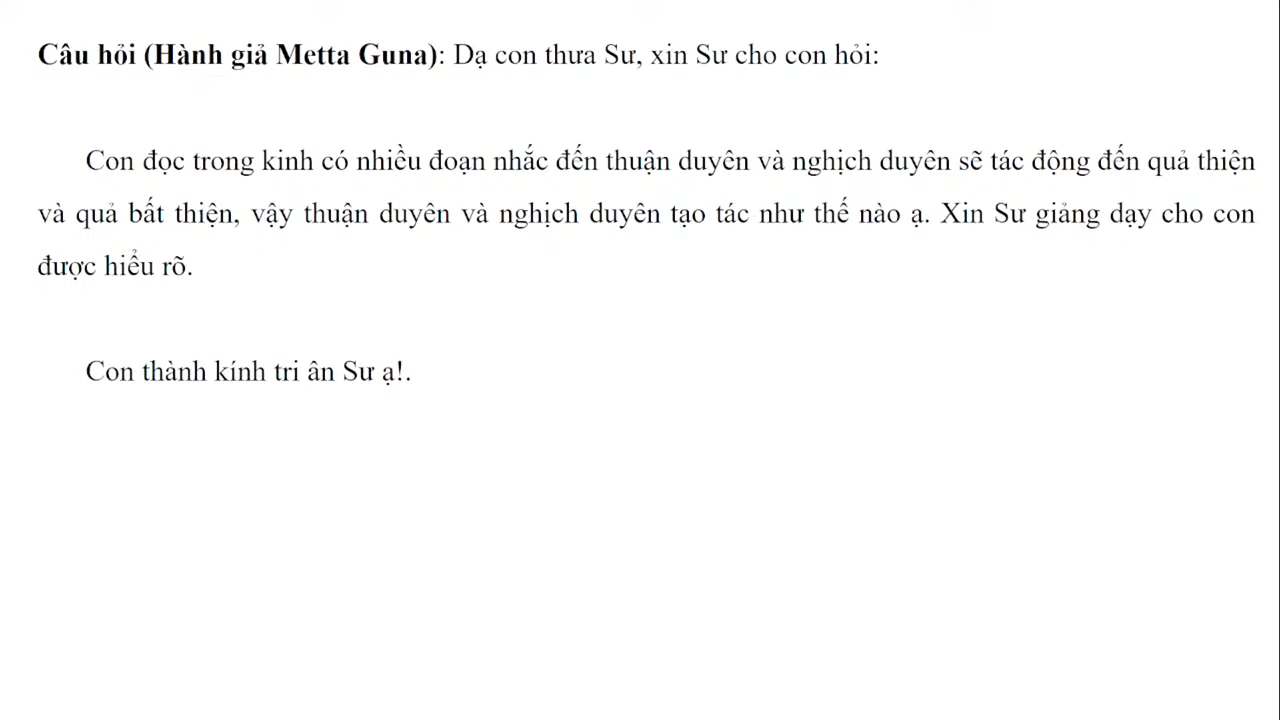 Câu hỏi (Hành giả Metta Guna): Dạ con thưa Sư, xin Sư cho con hỏi:
Con đọc trong kinh có nhiều đoạn nhắc đến thuận duyên và nghịch duyên sẽ tác động đến quả thiện
và quả bất thiện, vậy thuận duyên và nghịch duyên tạo tác như thế nào ạ. Xin Sư giảng dạy cho con
được hiểu rõ.
Con thành kính tri ân Sư ạ!.